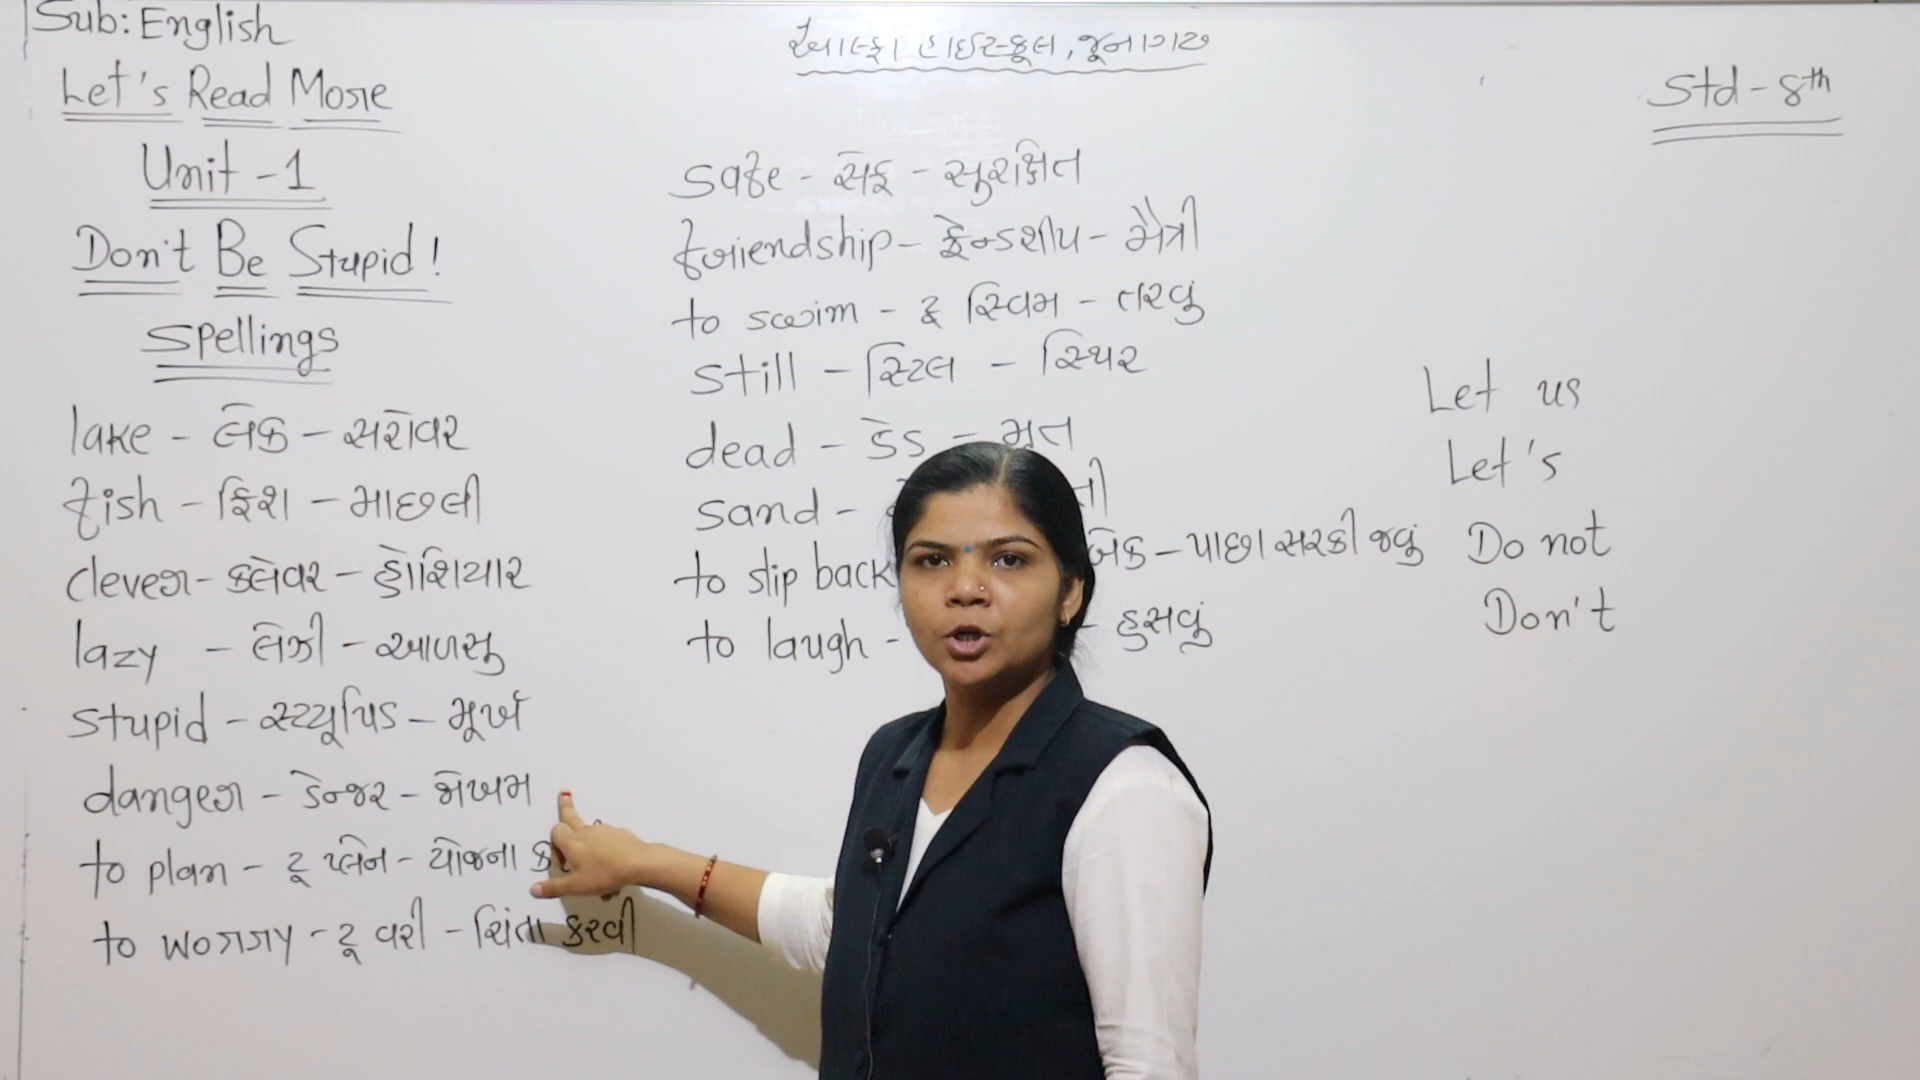 Sub: English
Let's Read More
Unit - 1
Don't Be Stupid!
Spellings
lake - લેક - સરોવર
fish - ફિશ - માછલી
clever - ક્લેવર - હોશિયાર
lazy - લેઝી - આળસુ
stupid - સ્ટ્યૂપિડ - મૂર્ખ
danger - ડેન્જર - જોખમ
to plan - ટૂ પ્લેન - યોજના
to worry - ટૂ વરી - ચિંતા કરવી
આલ્ફા હાઇસ્કૂલ, જૂનાગઢ
safe - સેફ - સુરક્ષિત
friendship - ફ્રેન્ડશીપ - મૈત્રી
to swim - ટુ સ્વિમ - તરવું
still - સ્ટિલ - સ્થિર
dead - ડેડ - મૃત
sand -
to slip back બેક - પાછા સરકી જવું
to laugh - - હસવું
Std - 8th
Let us
Let's
Do not
Don't